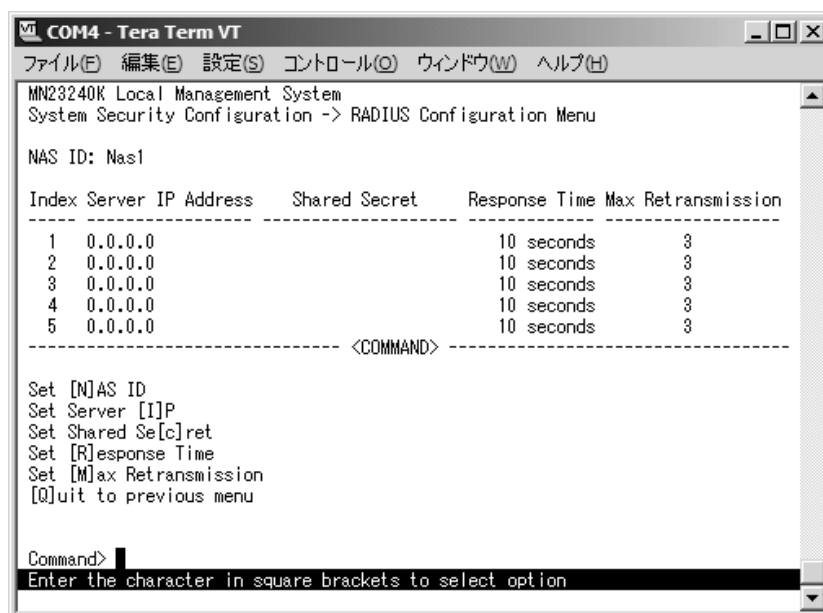 COM4 - Tera Term VT
ファイル(F) 編集(E) 設定(S) コントロール(O) ウィンドウ(W) ヘルプ(H)
MN23240K Local Management System
System Security Configuration -> RADIUS Configuration Menu
NAS ID: Nas1
Index Server IP Address Shared Secret Response Time Max Retransmission
----- ----------------- -------------------- ------------- ------------------
1 0.0.0.0 10 seconds 3
2 0.0.0.0 10 seconds 3
3 0.0.0.0 10 seconds 3
4 0.0.0.0 10 seconds 3
5 0.0.0.0 10 seconds 3
-------------------------------- <COMMAND> -----------------------------------
Set [N]AS ID
Set Server [I]P
Set Shared Se[c]ret
Set [R]esponse Time
Set [M]ax Retransmission
[Q]uit to previous menu
Command>
Enter the character in square brackets to select option